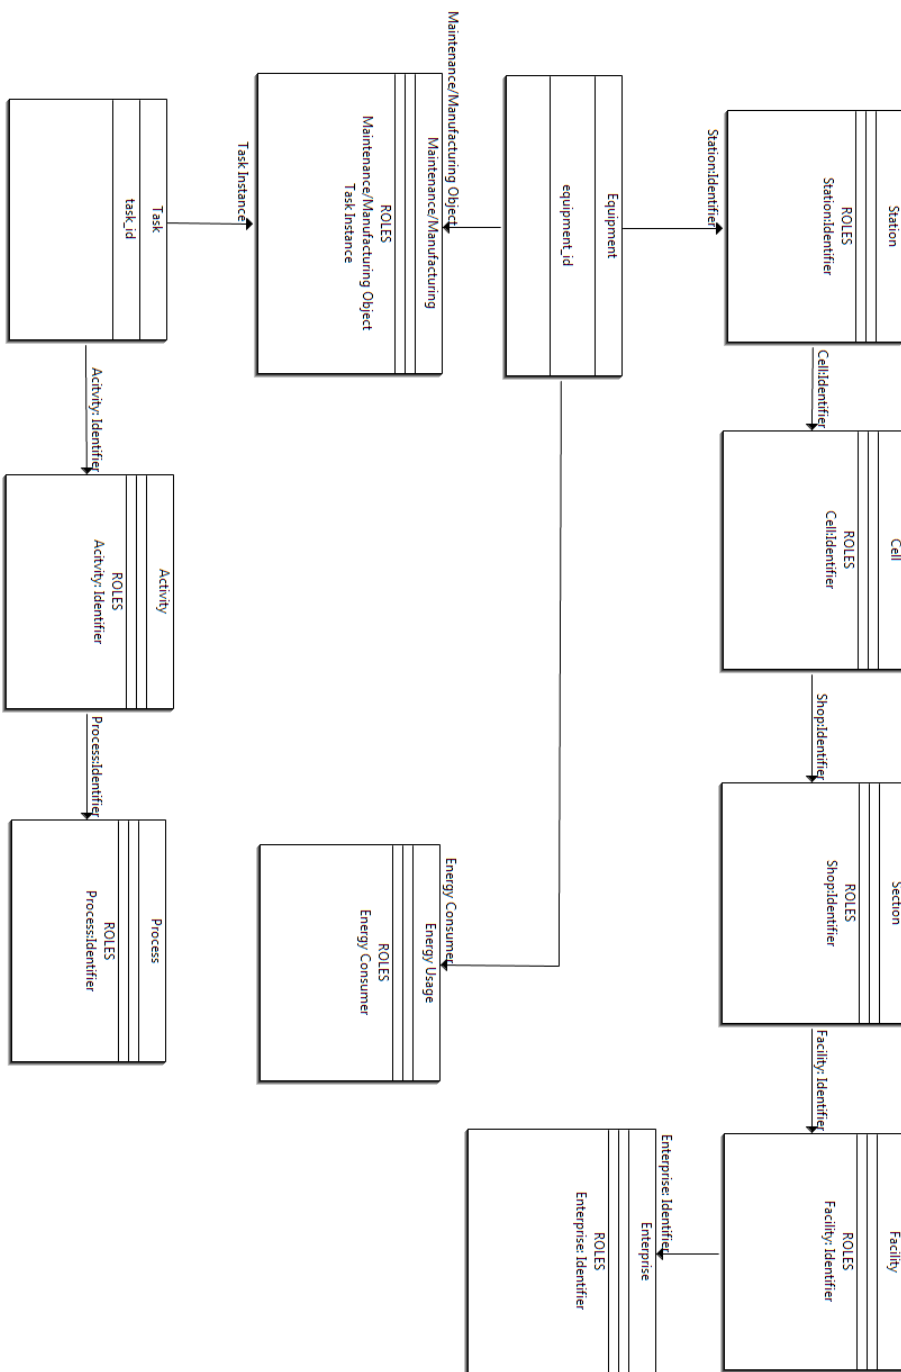 Station
ROLES
Station:Identifier
Cell:Identifier
Cell
ROLES
Cell:Identifier
Shop:Identifier
Section
ROLES
Shop:Identifier
Facility: Identifier
Facility
ROLES
Facility: Identifier
Station:Identifier
Equipment
equipment_id
Enterprise: Identifier
Enterprise
ROLES
Enterprise: Identifier
Maintenance/Manufacturing Object
Maintenance/Manufacturing
ROLES
Maintenance/Manufacturing Object
Task Instance
Energy Consumer
Energy Usage
ROLES
Energy Consumer
Task Instance
Task
task_id
Acitvity: Identifier
Activity
ROLES
Acitvity: Identifier
Process:Identifier
Process
ROLES
Process:Identifier